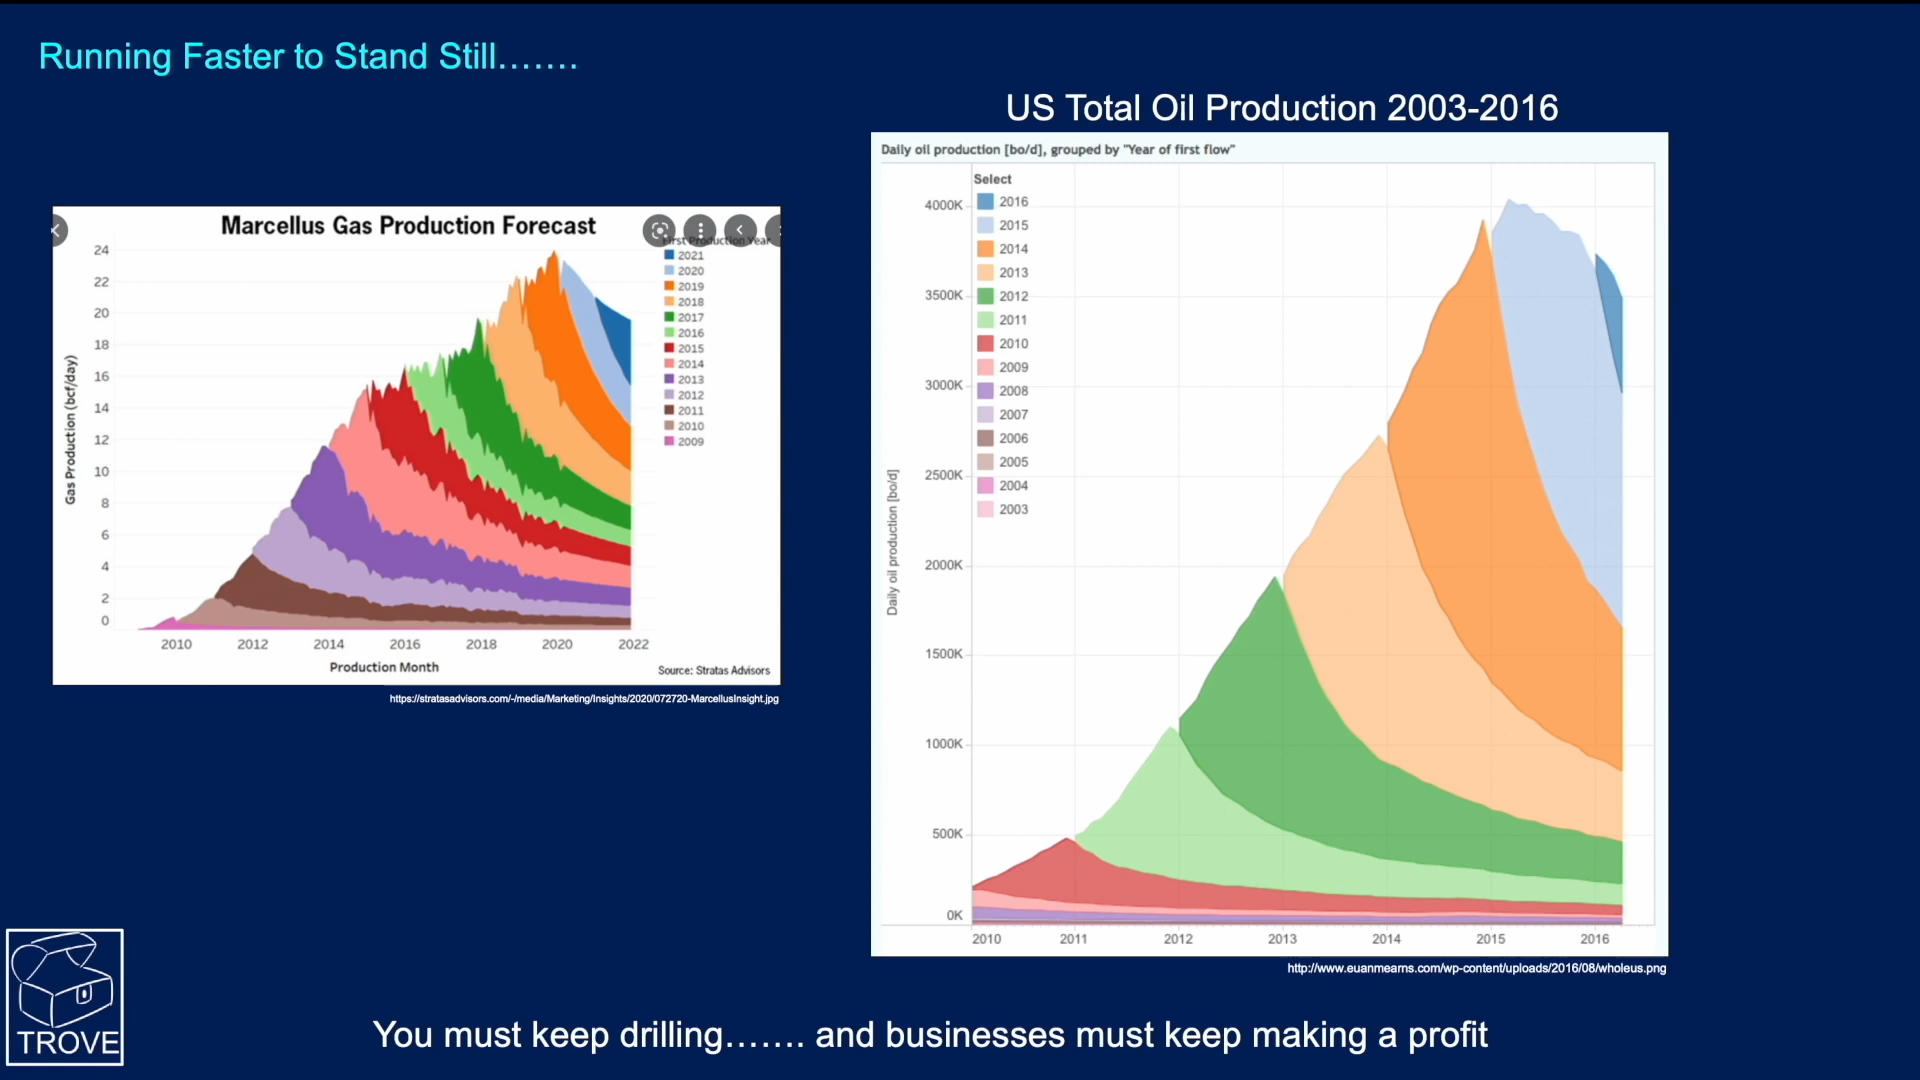 Running Faster to Stand Still…….
US Total Oil Production 2003-2016
Marcellus Gas Production Forecast
First Production Year
2021
2020
2019
2018
2017
2016
2015
2014
2013
2012
2011
2010
2009
Gas Production (bcf/day)
24
22
20
18
16
14
12
10
8
6
4
2
0
2010 2012 2014 2016 2018 2020 2022
Production Month
Source: Stratas Advisors
https://stratasadvisors.com/-/media/Marketing/Insights/2020/072720-MarcellusInsight.jpg
Daily oil production [bo/d], grouped by "Year of first flow"
Select
2016
2015
2014
2013
2012
2011
2010
2009
2008
2007
2006
2005
2004
2003
Daily oil production [bo/d]
4000K
3500K
3000K
2500K
2000K
1500K
1000K
500K
0K
2010 2011 2012 2013 2014 2015 2016
http://www.euanmearns.com/wp-content/uploads/2016/08/wholeus.png
TROVE
You must keep drilling……. and businesses must keep making a profit